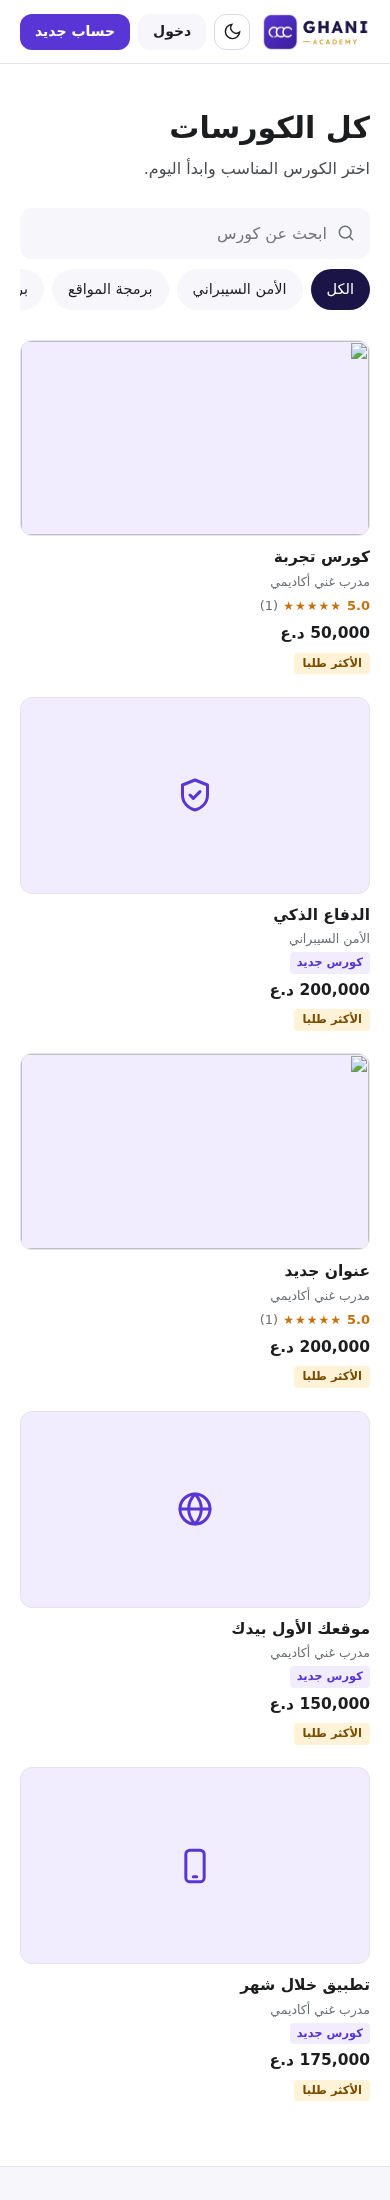 GHANI
ACADEMY
دخول
حساب جديد
كل الكورسات
اختر الكورس المناسب وابدأ اليوم.
ابحث عن كورس
الكل
الأمن السيبراني
برمجة المواقع
بر
كورس تجربة
مدرب غني أكاديمي
5.0 ★★★★★ (1)
50,000 د.ع
الأكثر طلبا
الدفاع الذكي
الأمن السيبراني
كورس جديد
200,000 د.ع
الأكثر طلبا
عنوان جديد
مدرب غني أكاديمي
5.0 ★★★★★ (1)
200,000 د.ع
الأكثر طلبا
موقعك الأول بيدك
مدرب غني أكاديمي
كورس جديد
150,000 د.ع
الأكثر طلبا
تطبيق خلال شهر
مدرب غني أكاديمي
كورس جديد
175,000 د.ع
الأكثر طلبا